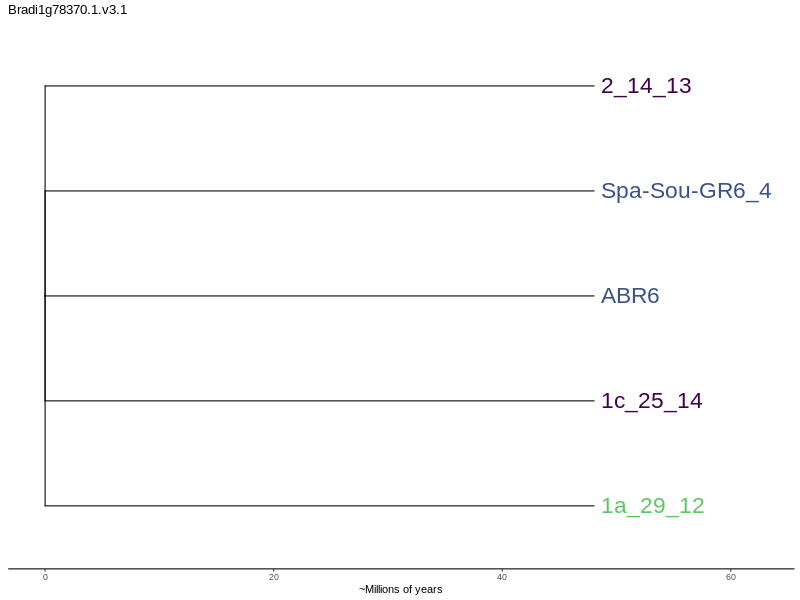 Bradi1g78370.1.v3.1
2_14_13
Spa-Sou-GR6_4
ABR6
1c_25_14
1a_29_12
0 20 40 60
~Millions of years